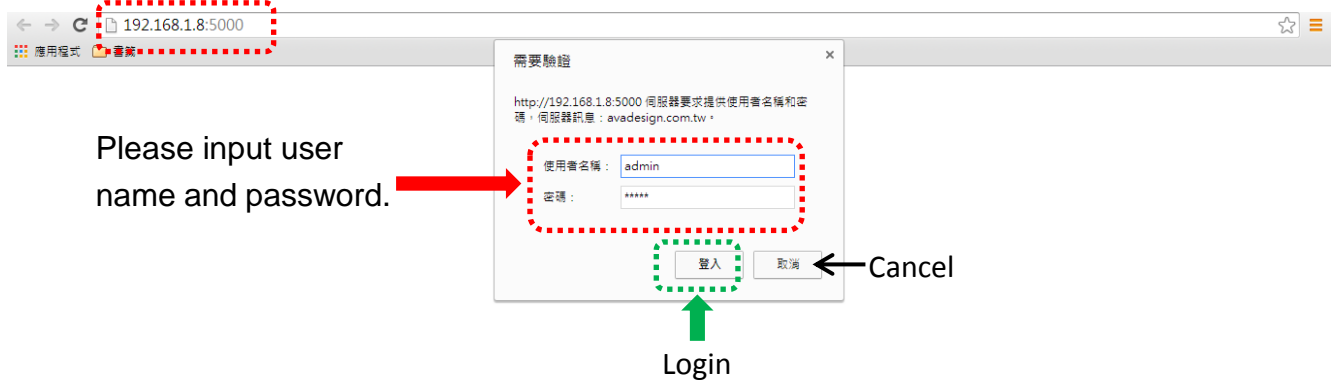 192.168.1.8:5000
應用程式 書籤
需要驗證
http://192.168.1.8:5000 伺服器要求提供使用者名稱和密
碼,伺服器訊息:avadesign.com.tw。
Please input user
name and password.
使用者名稱: admin
密碼: *****
登入 取消
Cancel
Login